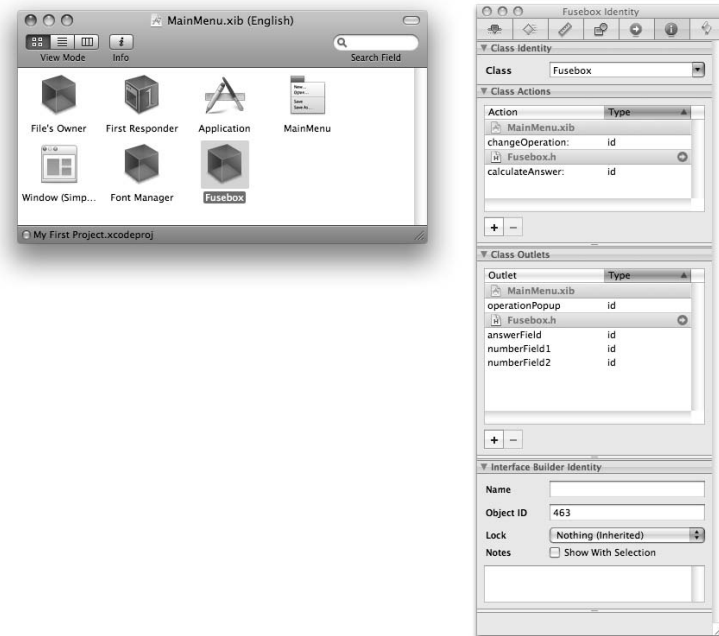 MainMenu.xib (English)
View Mode
Info
Search Field
File's Owner
First Responder
Application
MainMenu
Window (Simp...
Font Manager
Fusebox
My First Project.xcodeproj
Fusebox Identity
Class Identity
Class
Fusebox
Class Actions
Action Type
MainMenu.xib
changeOperation: id
Fusebox.h
calculateAnswer: id
+ −
Class Outlets
Outlet Type
MainMenu.xib
operationPopup id
Fusebox.h
answerField id
numberField1 id
numberField2 id
+ −
Interface Builder Identity
Name
Object ID 463
Lock Nothing (Inherited)
Notes Show With Selection